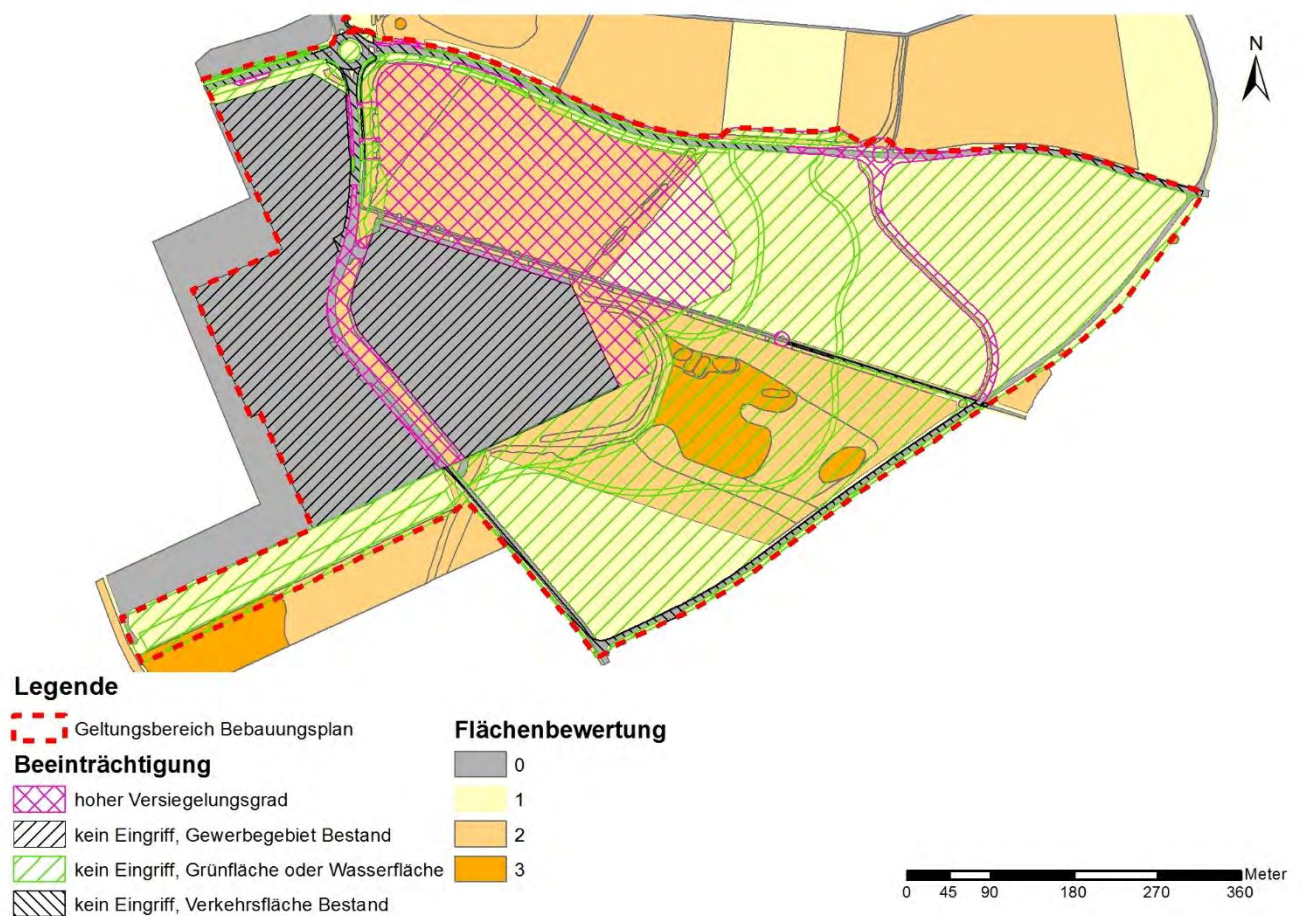 N
Legende
Geltungsbereich Bebauungsplan
Beeinträchtigung
hoher Versiegelungsgrad
kein Eingriff, Gewerbegebiet Bestand
kein Eingriff, Grünfläche oder Wasserfläche
kein Eingriff, Verkehrsfläche Bestand
Flächenbewertung
0
1
2
3
Meter
0 45 90 180 270 360